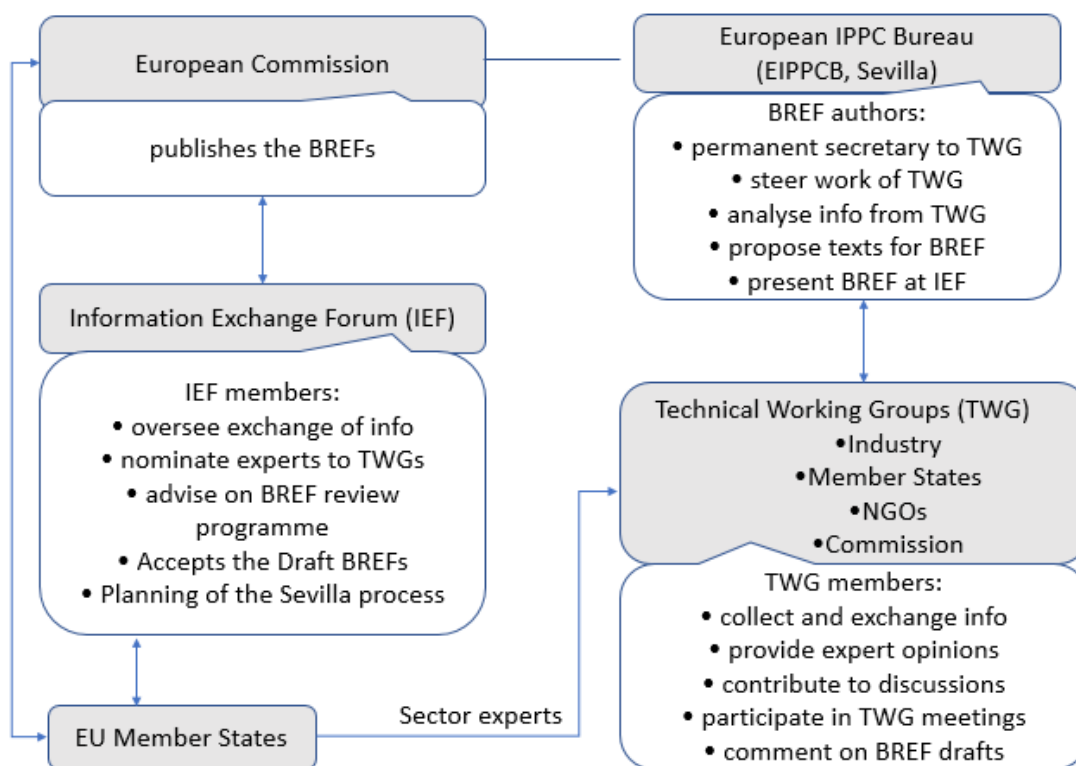 European Commission
publishes the BREFs
European IPPC Bureau
(EIPPCB, Sevilla)
BREF authors:
• permanent secretary to TWG
• steer work of TWG
• analyse info from TWG
• propose texts for BREF
• present BREF at IEF
Information Exchange Forum (IEF)
IEF members:
• oversee exchange of info
• nominate experts to TWGs
• advise on BREF review
programme
• Accepts the Draft BREFs
• Planning of the Sevilla process
Technical Working Groups (TWG)
•Industry
•Member States
•NGOs
•Commission
TWG members:
• collect and exchange info
• provide expert opinions
• contribute to discussions
• participate in TWG meetings
• comment on BREF drafts
EU Member States
Sector experts